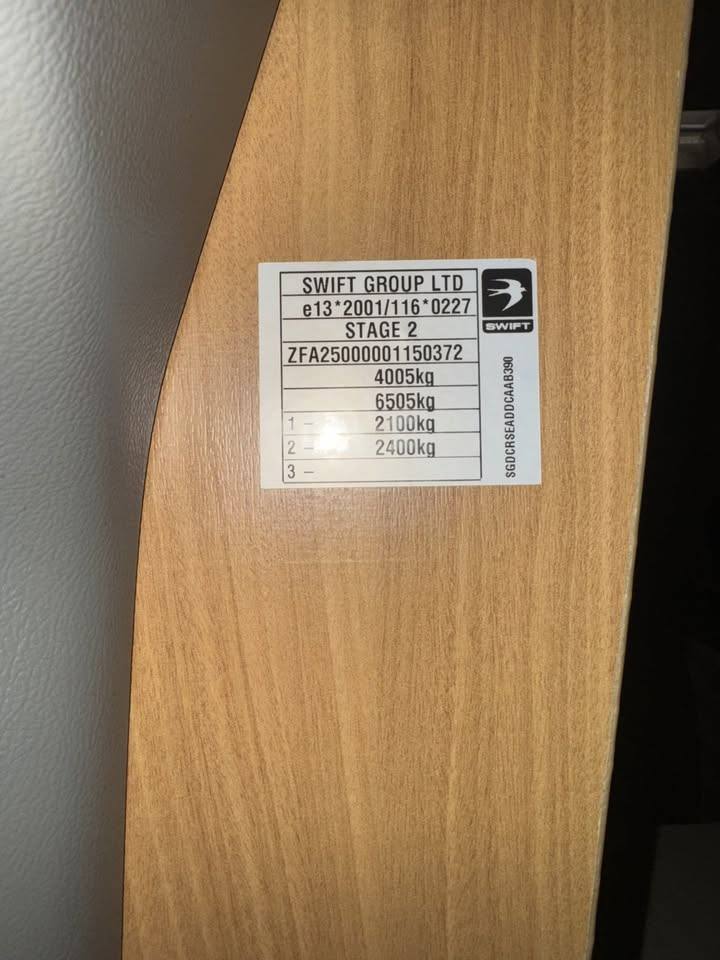 SWIFT GROUP LTD
e13*2001/116*0227
STAGE 2
ZFA25000001150372
4005kg
6505kg
1 - 2100kg
2 - 2400kg
3 -
SWIFT
SGDCRSEADDCAAB390